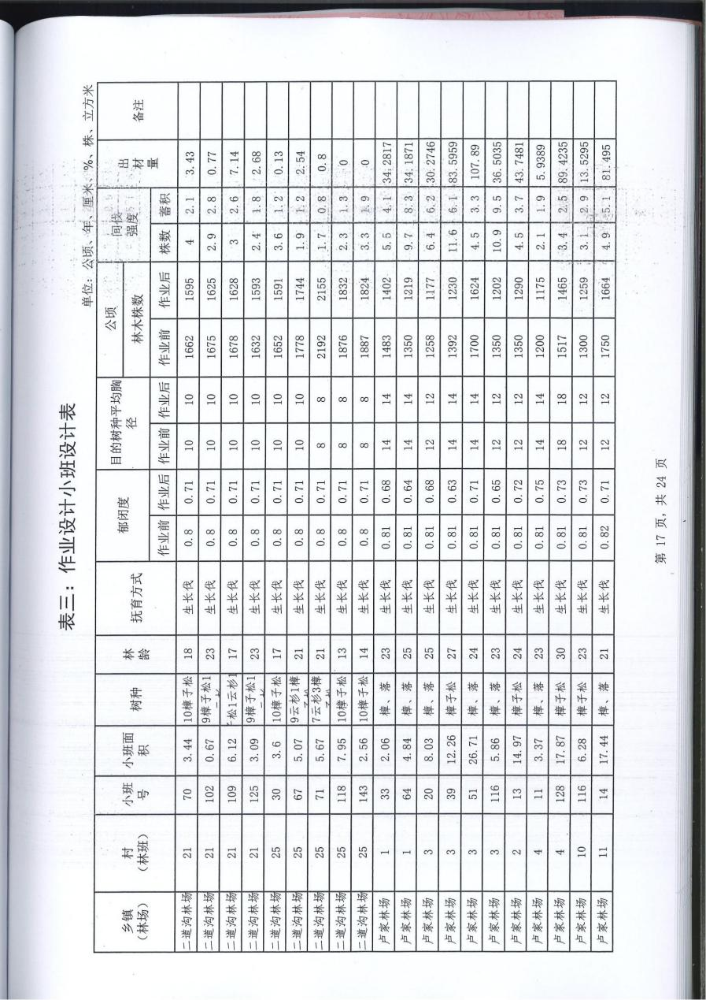 表三：作业设计小班设计表
单位：公顷、年、厘米、%、株、立方米
乡镇（林场） 村（林班） 小班号 小班面积 树种 林龄 抚育方式 郁闭度 目的树种平均胸径 公顷林木株数 间伐强度 出材量 备注
作业前 作业后 作业前 作业后 作业前 作业后 株数 蓄积
二道沟林场 21 70 3.44 10樟子松 18 生长伐 0.8 0.71 10 10 1662 1595 4 2.1 3.43
二道沟林场 21 102 0.67 9樟子松1 23 生长伐 0.8 0.71 10 10 1675 1625 2.9 2.8 0.77
二道沟林场 21 109 6.12 松1云杉1 17 生长伐 0.8 0.71 10 10 1678 1628 3 2.6 7.14
二道沟林场 21 125 3.09 9樟子松1 23 生长伐 0.8 0.71 10 10 1632 1593 2.4 1.8 2.68
二道沟林场 25 30 3.6 10樟子松 17 生长伐 0.8 0.71 10 10 1652 1591 3.6 1.2 0.13
二道沟林场 25 67 5.07 9云杉1樟 21 生长伐 0.8 0.71 10 10 1778 1744 1.9 1.2 2.54
二道沟林场 25 71 5.67 7云杉3樟 21 生长伐 0.8 0.71 8 8 2192 2155 1.7 0.8 0.8
二道沟林场 25 118 7.95 10樟子松 13 生长伐 0.8 0.71 8 8 1876 1832 2.3 1.3 0
二道沟林场 25 143 2.56 10樟子松 14 生长伐 0.8 0.71 8 8 1887 1824 3.3 1.9 0
卢家林场 1 33 2.06 樟、落 23 生长伐 0.81 0.68 14 14 1483 1402 5.5 4.1 34.2817
卢家林场 1 64 4.84 樟、落 25 生长伐 0.81 0.64 14 14 1350 1219 9.7 8.3 34.1871
卢家林场 3 20 8.03 樟、落 25 生长伐 0.81 0.68 12 12 1258 1177 6.4 6.2 30.2746
卢家林场 3 39 12.26 樟子松 27 生长伐 0.81 0.63 14 14 1392 1230 11.6 6.1 83.5959
卢家林场 3 51 26.71 樟、落 24 生长伐 0.81 0.71 14 14 1700 1624 4.5 3.3 107.89
卢家林场 3 116 5.86 樟、落 23 生长伐 0.81 0.65 12 12 1350 1202 10.9 9.5 36.5035
卢家林场 2 13 14.97 樟子松 24 生长伐 0.81 0.72 12 12 1350 1290 4.5 3.7 43.7481
卢家林场 4 11 3.37 樟、落 23 生长伐 0.81 0.75 14 14 1200 1175 2.1 1.9 5.9389
卢家林场 4 128 17.87 樟子松 30 生长伐 0.81 0.73 18 18 1517 1465 3.4 2.5 89.4235
卢家林场 10 116 6.28 樟子松 23 生长伐 0.81 0.73 12 12 1300 1259 3.1 2.9 13.5295
卢家林场 11 14 17.44 樟、落 21 生长伐 0.82 0.71 12 12 1750 1664 4.9 5.1 81.495
第 17 页，共 24 页